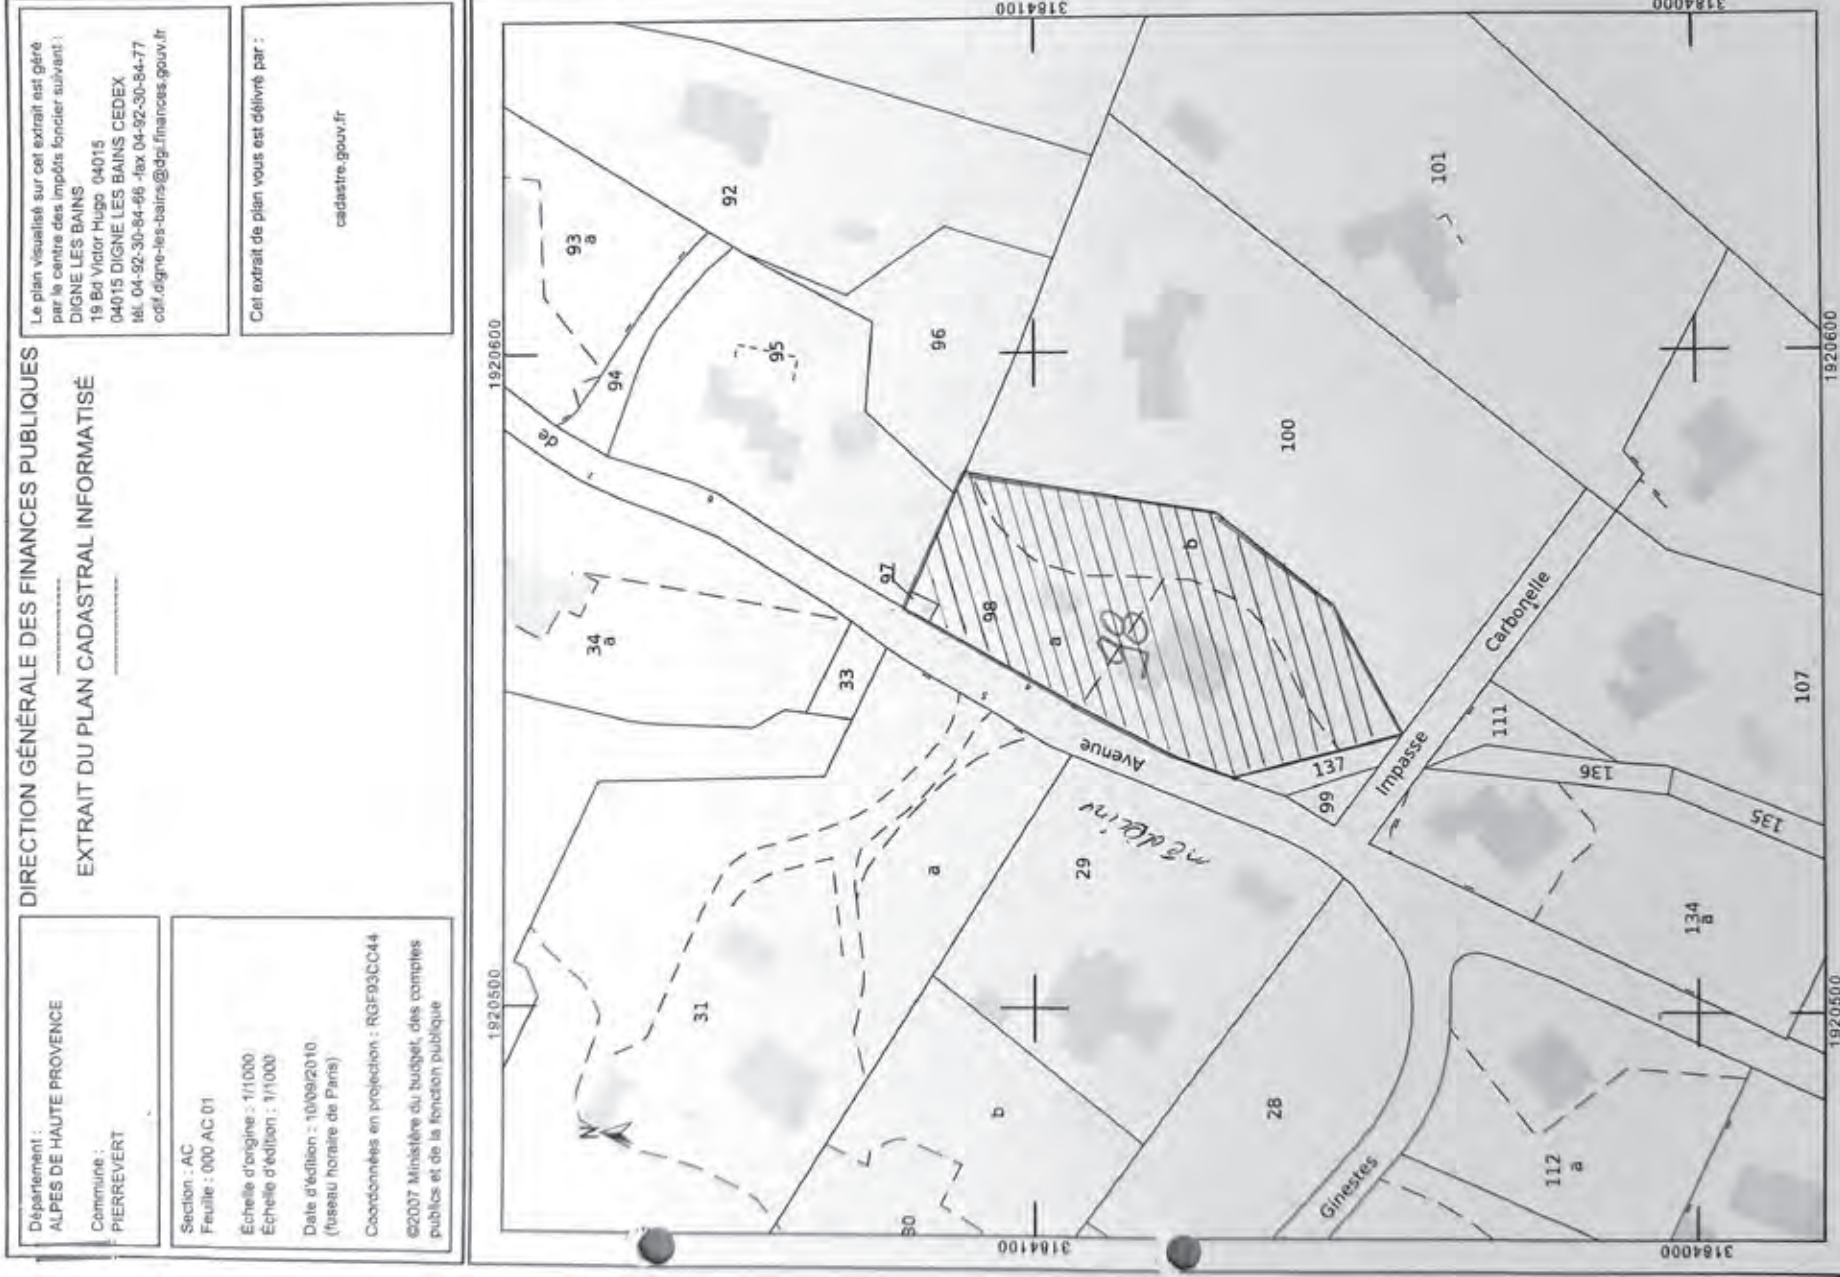 Département :
ALPES DE HAUTE PROVENCE
Commune :
PIERREVERT
Section : AC
Feuille : 000 AC 01
Échelle d'origine : 1/1000
Échelle d'édition : 1/1000
Date d'édition : 10/09/2010
(fuseau horaire de Paris)
Coordonnées en projection : RGF93CC44
©2007 Ministère du budget, des comptes
publics et de la fonction publique
DIRECTION GÉNÉRALE DES FINANCES PUBLIQUES
EXTRAIT DU PLAN CADASTRAL INFORMATISÉ
Le plan visualisé sur cet extrait est géré
par le centre des impôts foncier suivant :
DIGNE LES BAINS
19 Bd Victor Hugo 04015
04015 DIGNE LES BAINS CEDEX
tél. 04-92-30-84-66 -fax 04-92-30-84-77
cdif.digne-les-bains@dgi.finances.gouv.fr
Cet extrait de plan vous est délivré par :
cadastre.gouv.fr
1920500
1920600
N
93
a
92
94
95
96
de
34
a
33
97
98
a
b
98
31
a
Avenue
29
b
30
28
100
101
137
99
Impasse
Carbonelle
111
136
135
107
134
a
112
a
Ginestes
3184100
3184100
3184000
3184000
1920500
1920600